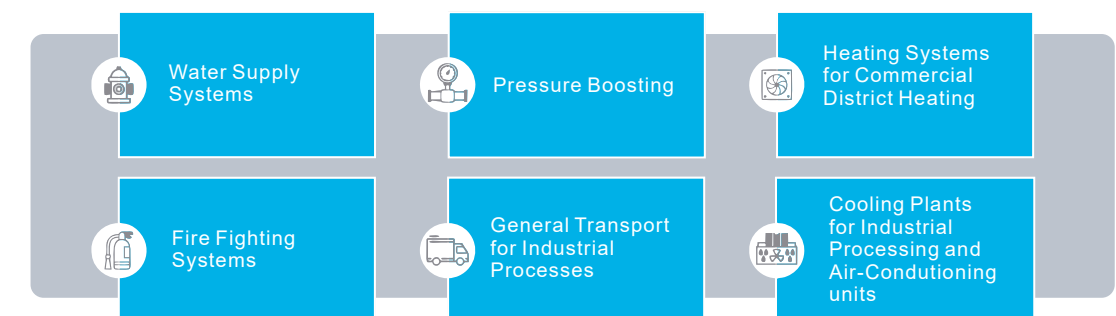 Water Supply
Systems
Pressure Boosting
Heating Systems
for Commercial
District Heating
Fire Fighting
Systems
General Transport
for Industrial
Processes
Cooling Plants
for Industrial
Processing and
Air-Condutioning
units